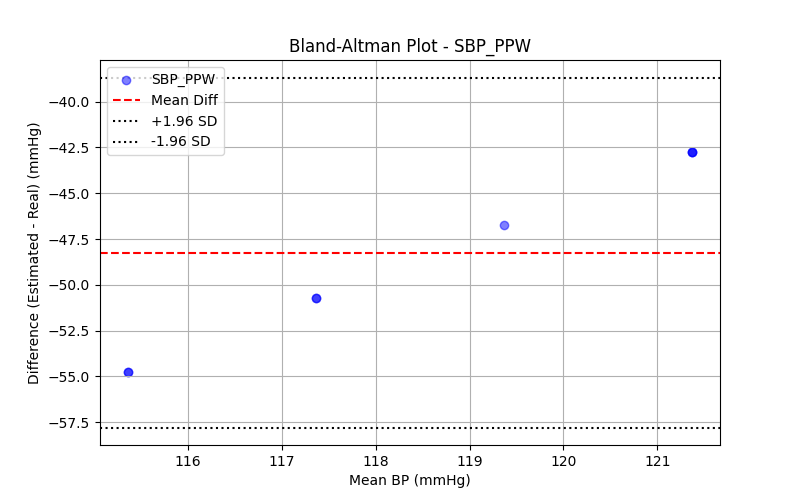 Bland-Altman Plot - SBP_PPW
SBP_PPW
Mean Diff
+1.96 SD
-1.96 SD
Difference (Estimated - Real) (mmHg)
−40.0
−42.5
−45.0
−47.5
−50.0
−52.5
−55.0
−57.5
116 117 118 119 120 121
Mean BP (mmHg)